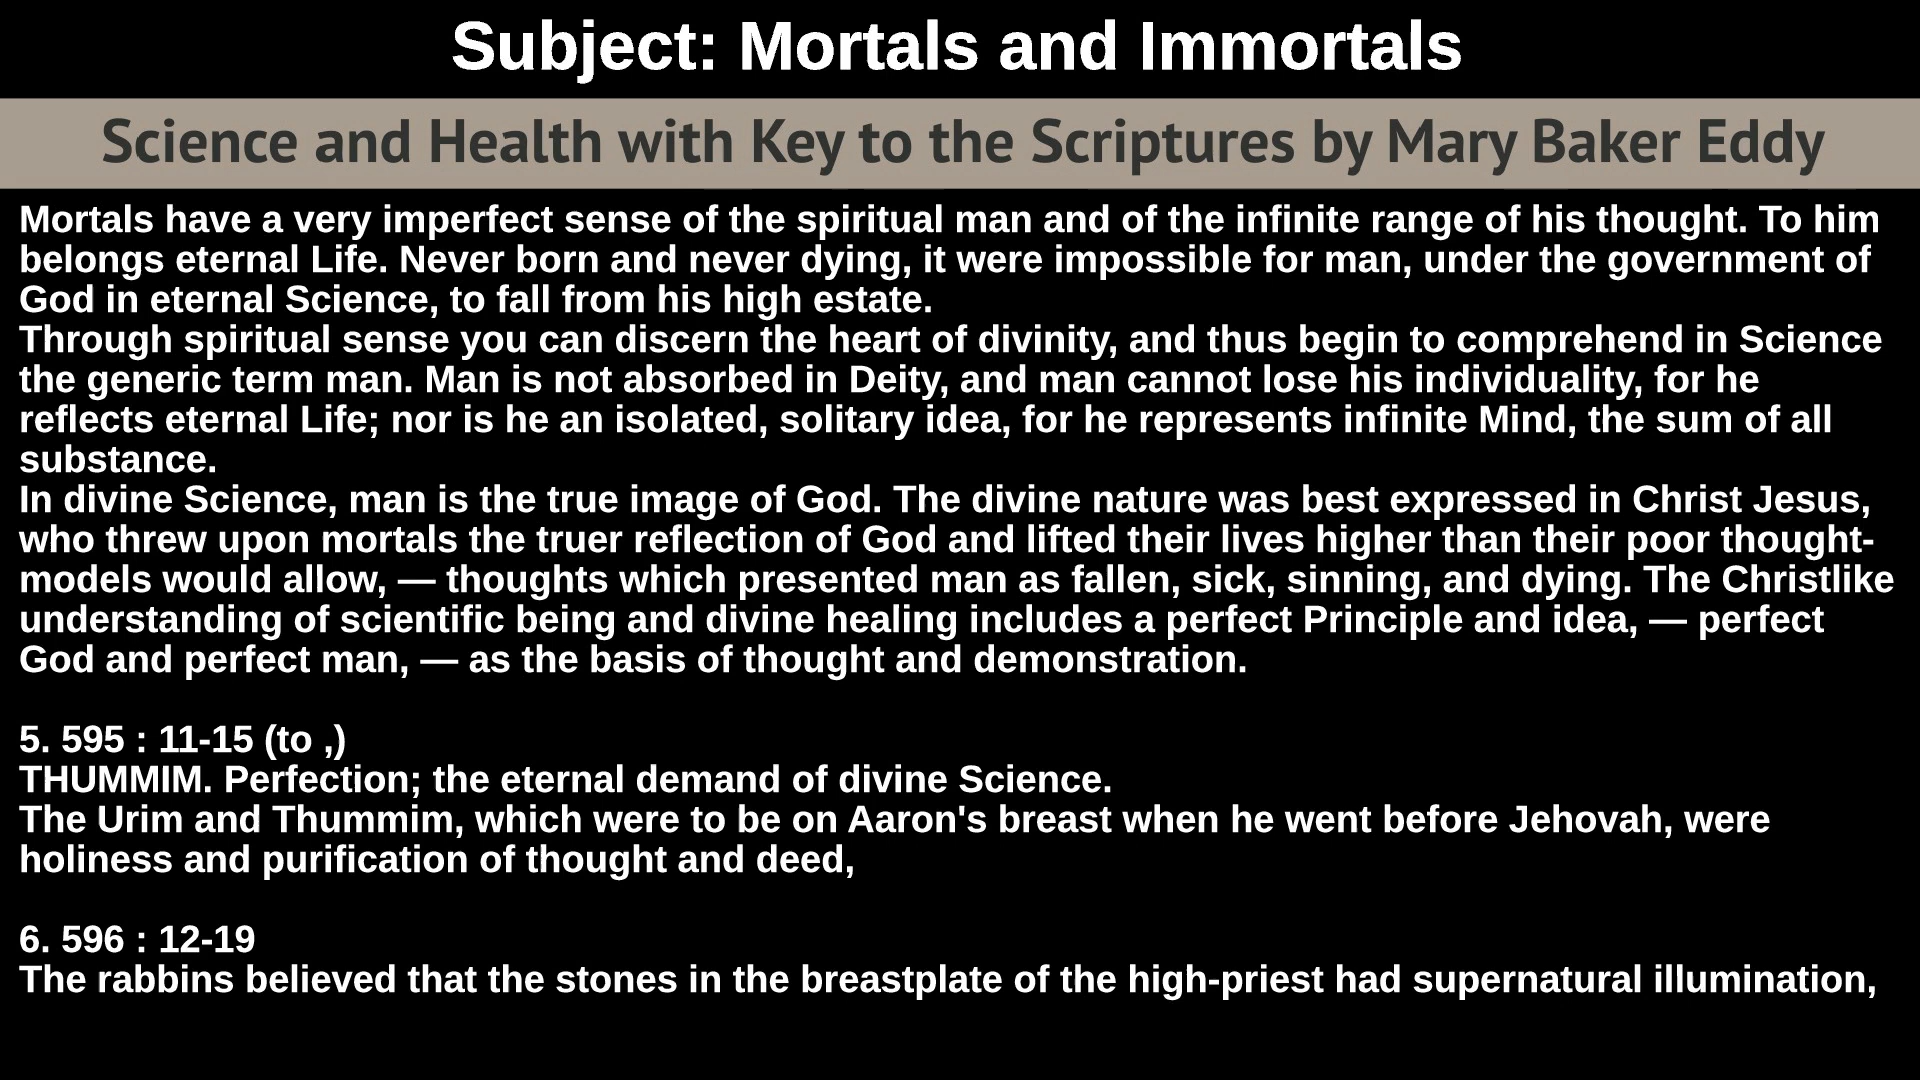 Subject: Mortals and Immortals
Science and Health with Key to the Scriptures by Mary Baker Eddy
Mortals have a very imperfect sense of the spiritual man and of the infinite range of his thought. To him
belongs eternal Life. Never born and never dying, it were impossible for man, under the government of
God in eternal Science, to fall from his high estate.
Through spiritual sense you can discern the heart of divinity, and thus begin to comprehend in Science
the generic term man. Man is not absorbed in Deity, and man cannot lose his individuality, for he
reflects eternal Life; nor is he an isolated, solitary idea, for he represents infinite Mind, the sum of all
substance.
In divine Science, man is the true image of God. The divine nature was best expressed in Christ Jesus,
who threw upon mortals the truer reflection of God and lifted their lives higher than their poor thought-
models would allow, — thoughts which presented man as fallen, sick, sinning, and dying. The Christlike
understanding of scientific being and divine healing includes a perfect Principle and idea, — perfect
God and perfect man, — as the basis of thought and demonstration.
5. 595 : 11-15 (to ,)
THUMMIM. Perfection; the eternal demand of divine Science.
The Urim and Thummim, which were to be on Aaron's breast when he went before Jehovah, were
holiness and purification of thought and deed,
6. 596 : 12-19
The rabbins believed that the stones in the breastplate of the high-priest had supernatural illumination,